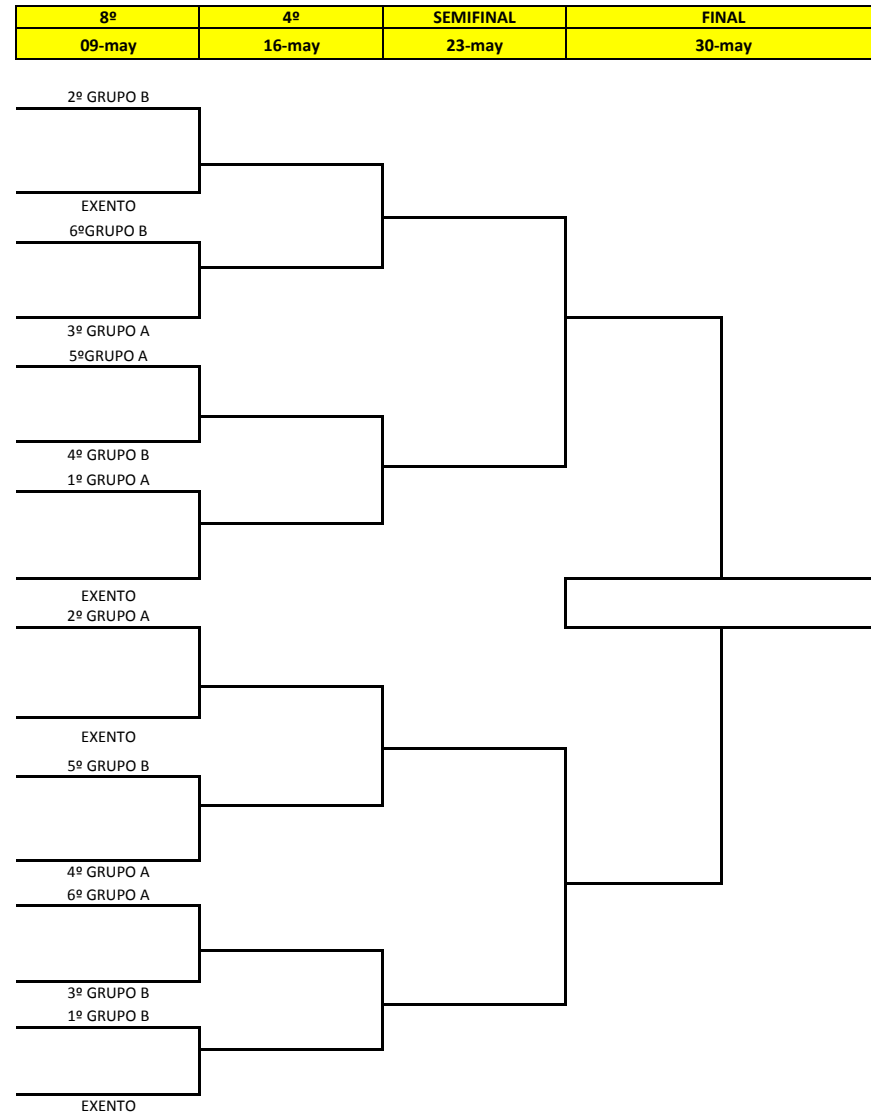 8º 4º SEMIFINAL FINAL
09-may 16-may 23-may 30-may
2º GRUPO B
EXENTO
6ºGRUPO B
3º GRUPO A
5ºGRUPO A
4º GRUPO B
1º GRUPO A
EXENTO
2º GRUPO A
EXENTO
5º GRUPO B
4º GRUPO A
6º GRUPO A
3º GRUPO B
1º GRUPO B
EXENTO